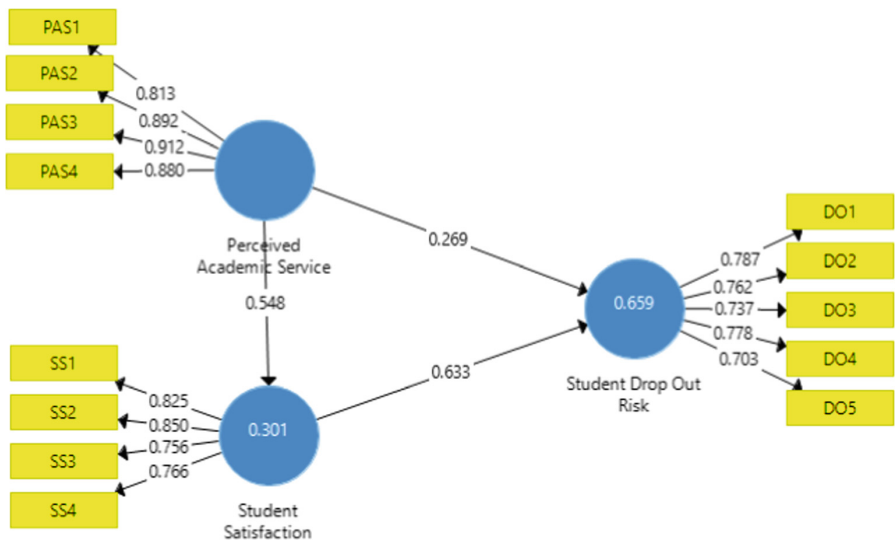 PAS1
PAS2
PAS3
PAS4
0.813
0.892
0.912
0.880
Perceived
Academic Service
0.269
0.548
0.633
SS1
SS2
SS3
SS4
0.825
0.850
0.756
0.766
0.301
Student
Satisfaction
0.659
Student Drop Out
Risk
0.787
0.762
0.737
0.778
0.703
DO1
DO2
DO3
DO4
DO5